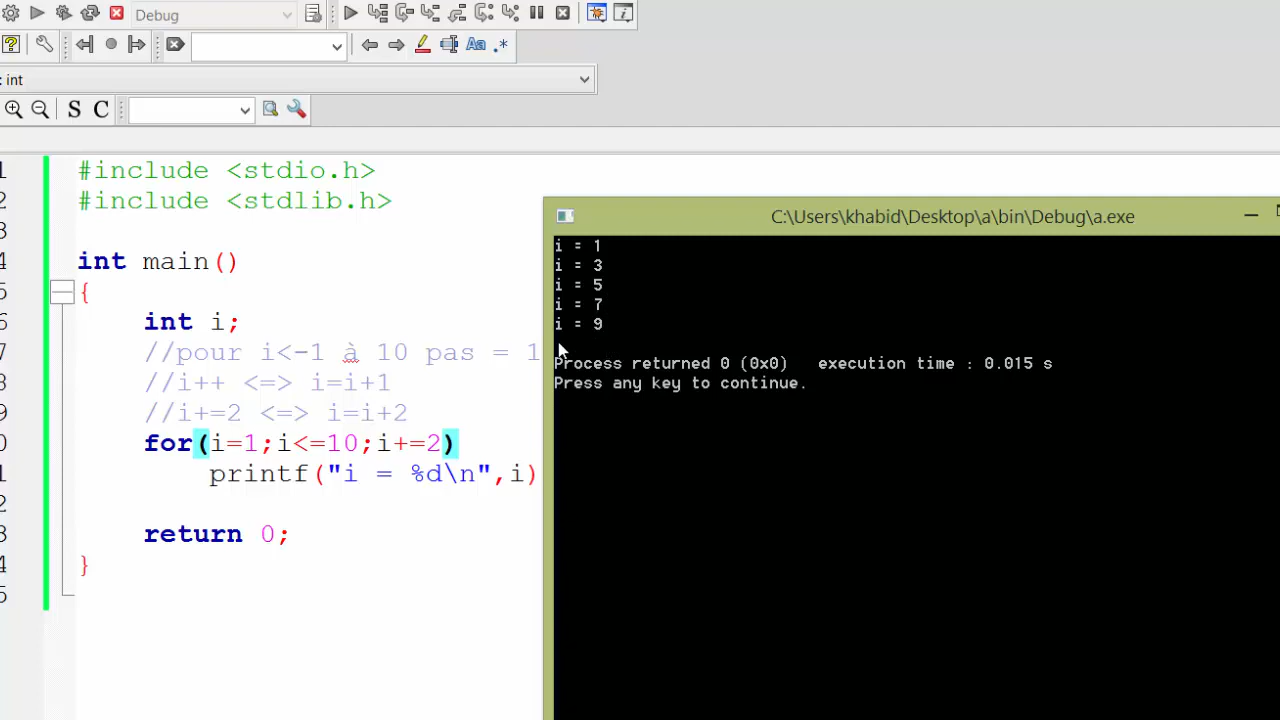 Debug
S C
Aa .*
: int
1 #include <stdio.h>
2 #include <stdlib.h>
3
4 int main()
5 {
6 int i;
7 //pour i<-1 à 10 pas = 1
8 //i++ <=> i=i+1
9 //i+=2 <=> i=i+2
0 for(i=1;i<=10;i+=2)
1 printf("i = %d\n",i)
2
3 return 0;
4 }
5
C:\Users\khabid\Desktop\a\bin\Debug\a.exe
i = 1
i = 3
i = 5
i = 7
i = 9
Process returned 0 (0x0) execution time : 0.015 s
Press any key to continue.